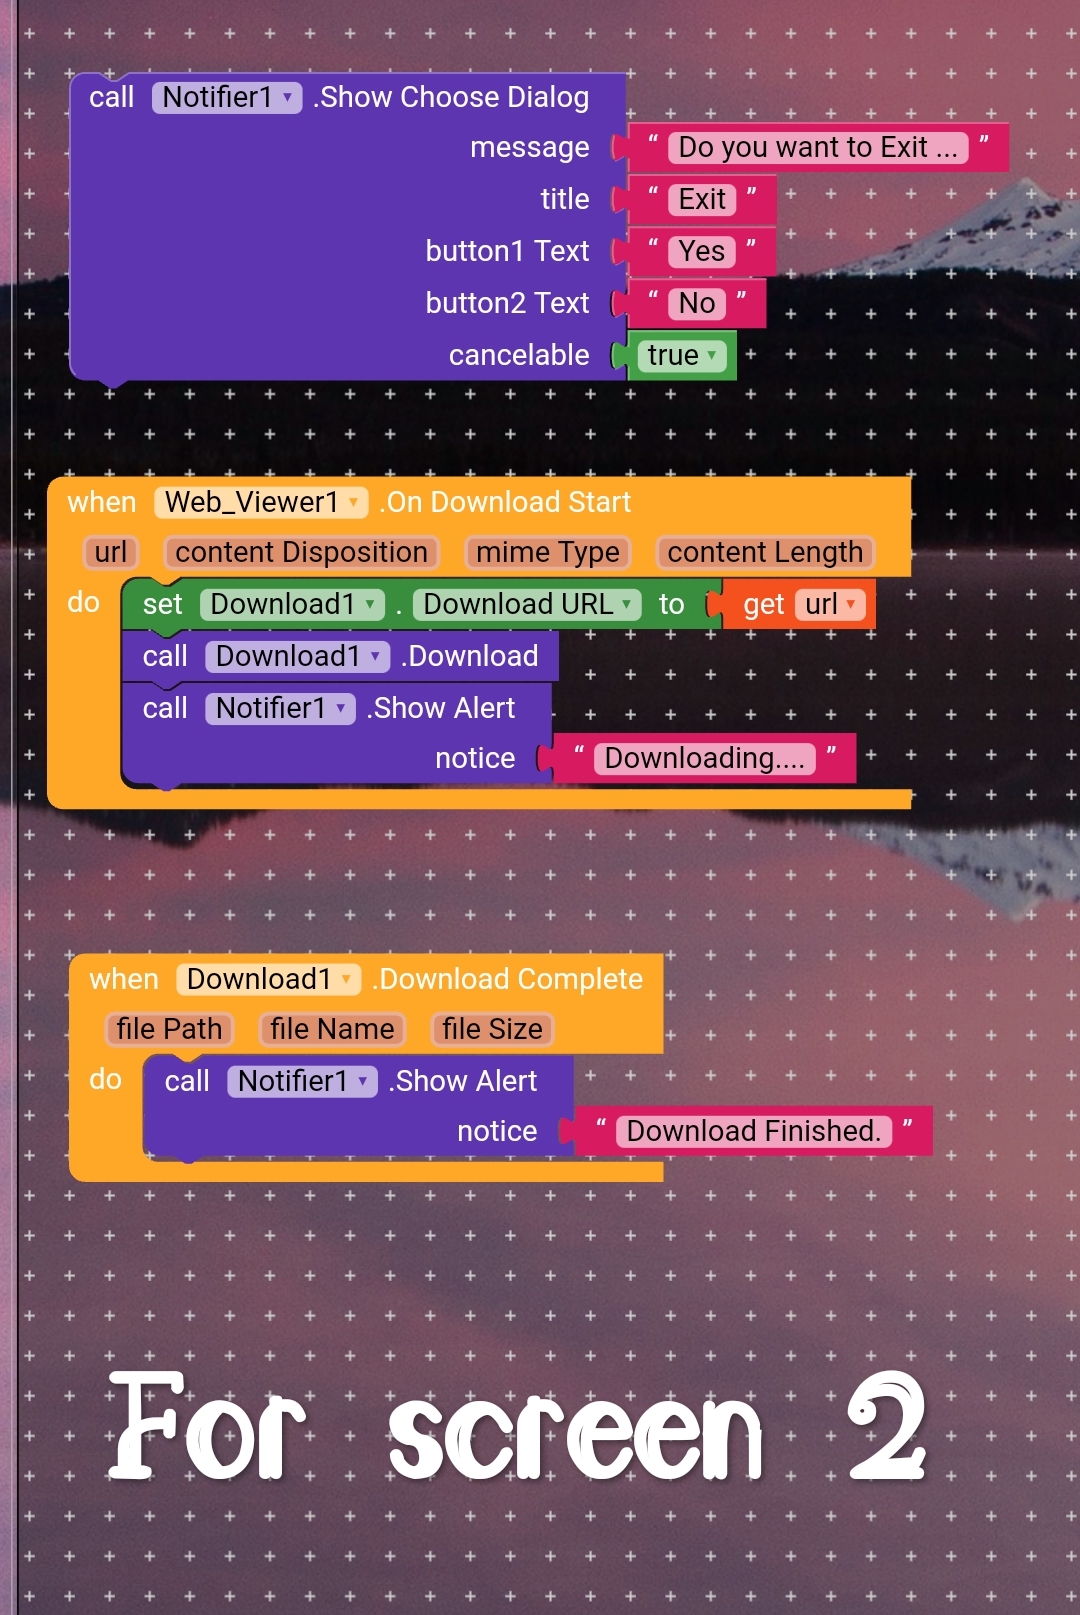 call Notifier1 .Show Choose Dialog
message “ Do you want to Exit ... ”
title “ Exit ”
button1 Text “ Yes ”
button2 Text “ No ”
cancelable true
when Web_Viewer1 .On Download Start
url content Disposition mime Type content Length
do set Download1 . Download URL to get url
call Download1 .Download
call Notifier1 .Show Alert
notice “ Downloading.... ”
when Download1 .Download Complete
file Path file Name file Size
do call Notifier1 .Show Alert
notice “ Download Finished. ”
For screen 2